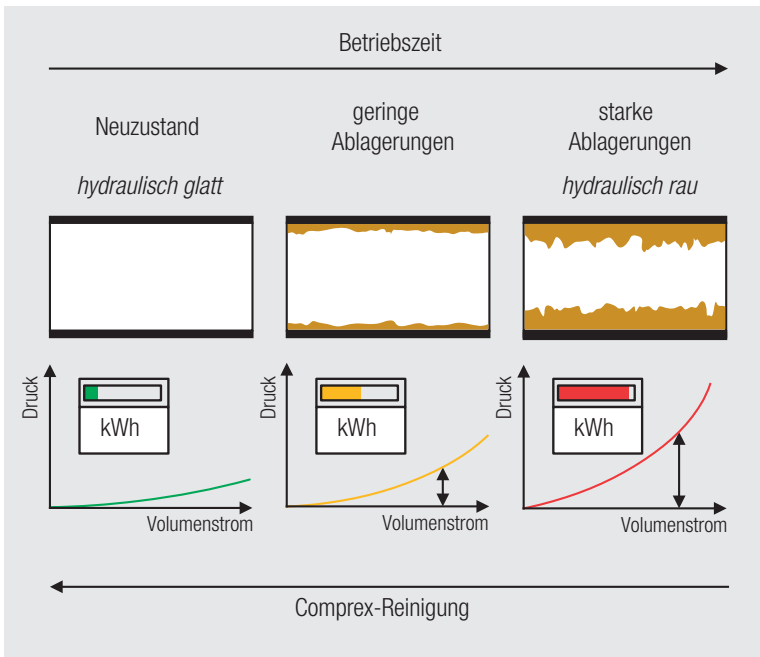 Betriebszeit
Neuzustand
geringe
Ablagerungen
starke
Ablagerungen
hydraulisch glatt
hydraulisch rau
Druck
kWh
Volumenstrom
Druck
kWh
Volumenstrom
Druck
kWh
Volumenstrom
Comprex-Reinigung